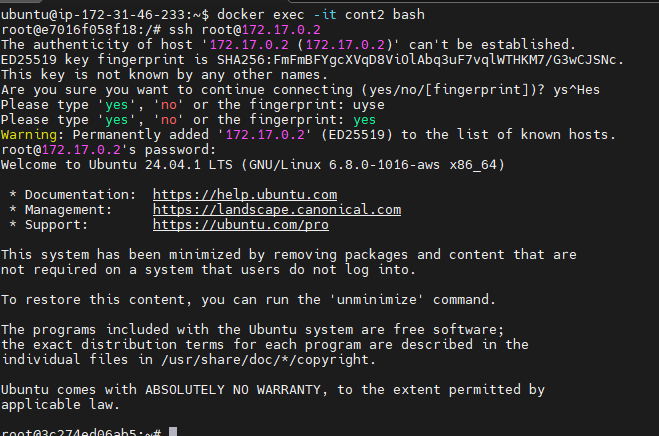 ubuntu@ip-172-31-46-233:~$ docker exec -it cont2 bash
root@e7016f058f18:/# ssh root@172.17.0.2
The authenticity of host '172.17.0.2 (172.17.0.2)' can't be established.
ED25519 key fingerprint is SHA256:FmFmBFYgcXVqD8ViOlAbq3uF7vqlWTHKM7/G3wCJSNc.
This key is not known by any other names.
Are you sure you want to continue connecting (yes/no/[fingerprint])? ys^Hes
Please type 'yes', 'no' or the fingerprint: uyse
Please type 'yes', 'no' or the fingerprint: yes
Warning: Permanently added '172.17.0.2' (ED25519) to the list of known hosts.
root@172.17.0.2's password:
Welcome to Ubuntu 24.04.1 LTS (GNU/Linux 6.8.0-1016-aws x86_64)

 * Documentation:  https://help.ubuntu.com
 * Management:     https://landscape.canonical.com
 * Support:        https://ubuntu.com/pro

This system has been minimized by removing packages and content that are
not required on a system that users do not log into.

To restore this content, you can run the 'unminimize' command.

The programs included with the Ubuntu system are free software;
the exact distribution terms for each program are described in the
individual files in /usr/share/doc/*/copyright.

Ubuntu comes with ABSOLUTELY NO WARRANTY, to the extent permitted by
applicable law.

root@3c274ed06ab5:~#